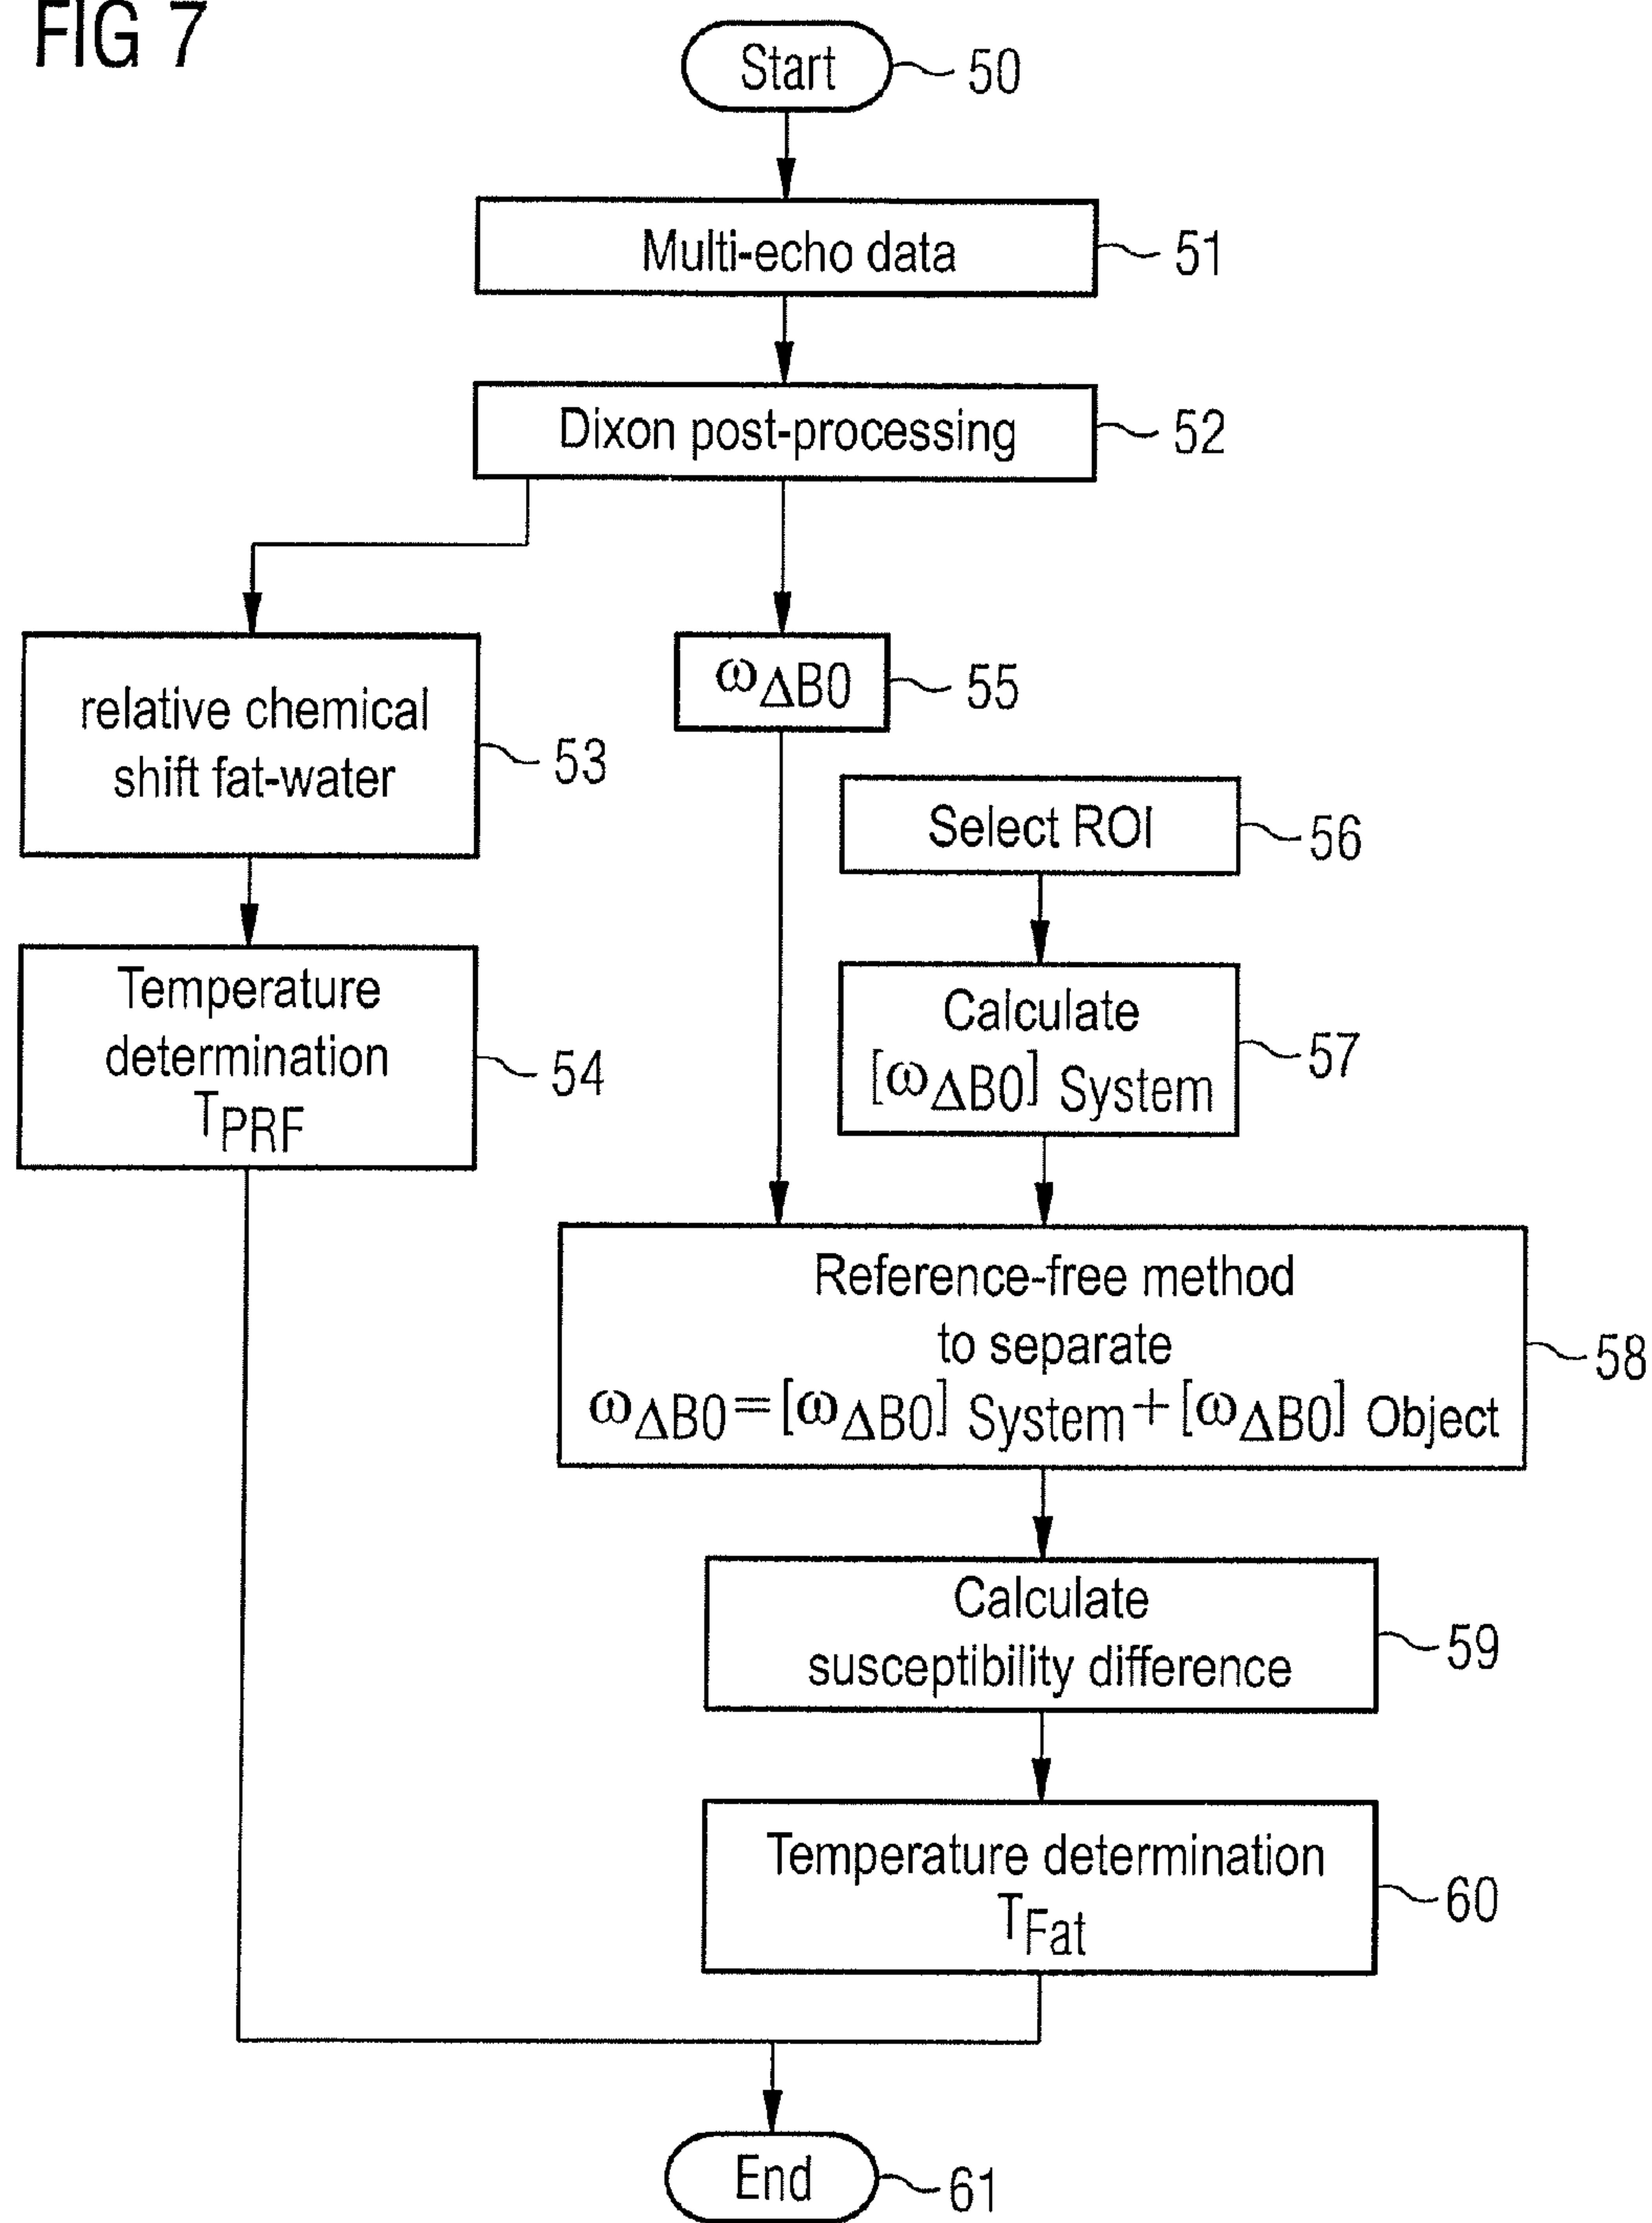 FIG 7
Start
50
Multi-echo data
51
Dixon post-processing
52
relative chemical
shift fat-water
53
Temperature
determination
TPRF
54
ωΔB0
55
Select ROI
56
Calculate
[ωΔB0] System
57
Reference-free method
to separate
ωΔB0=[ωΔB0] System+[ωΔB0] Object
58
Calculate
susceptibility difference
59
Temperature determination
TFat
60
End
61